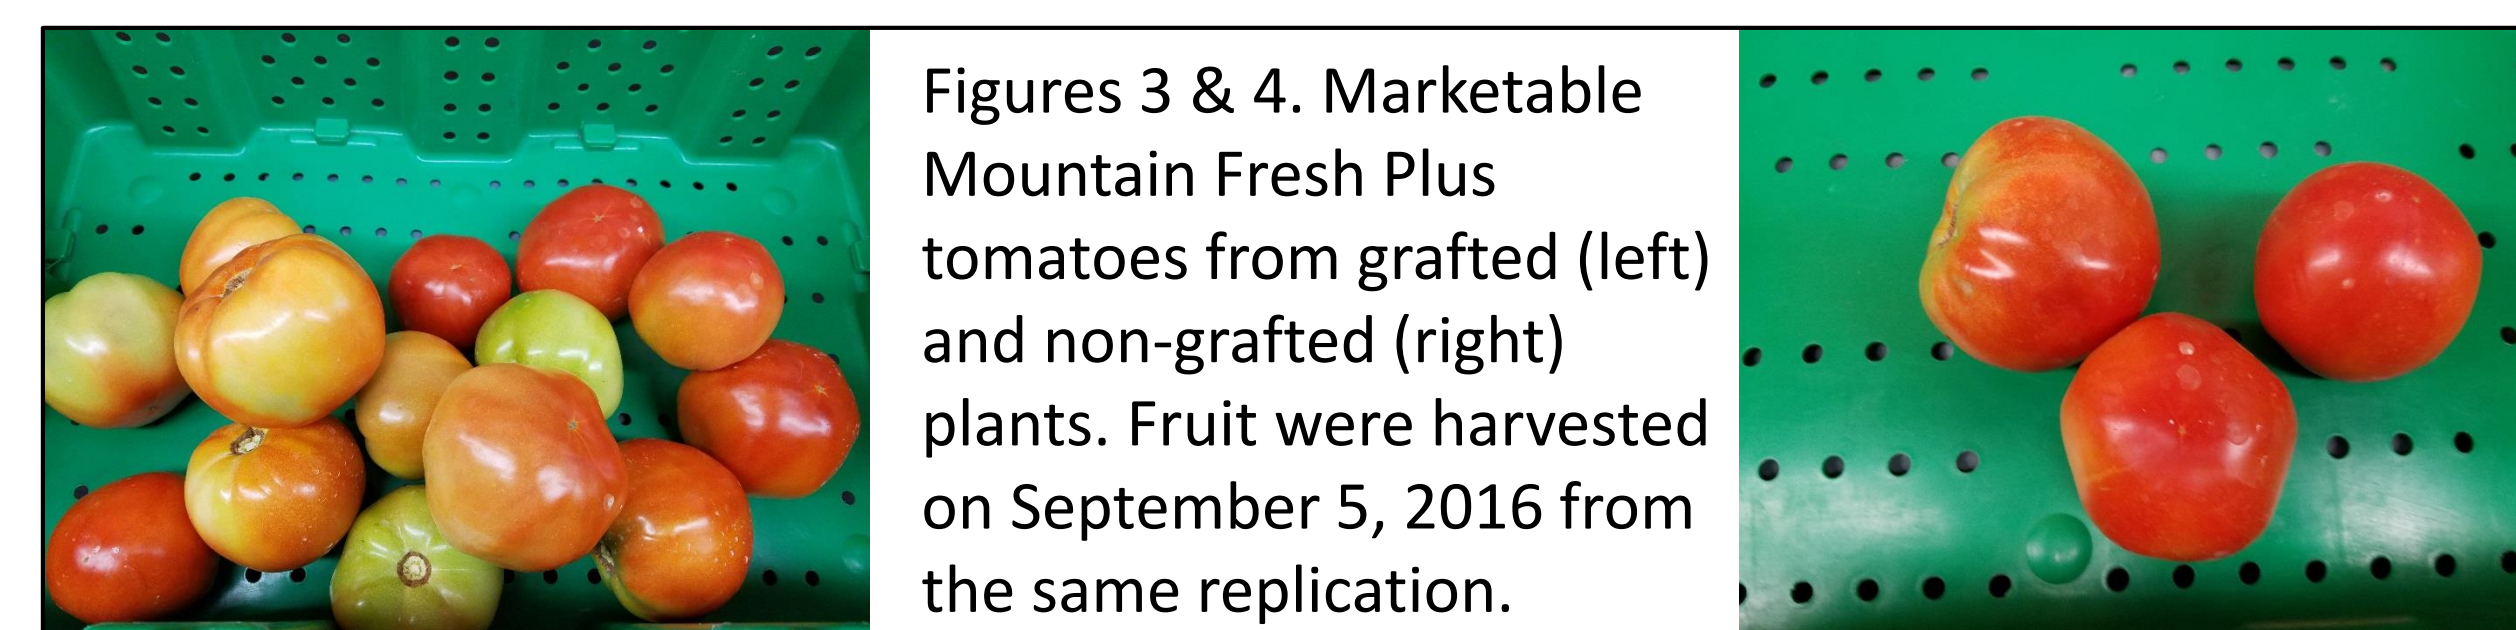 Figures 3 & 4. Marketable
Mountain Fresh Plus
tomatoes from grafted (left)
and non-grafted (right)
plants. Fruit were harvested
on September 5, 2016 from
the same replication.